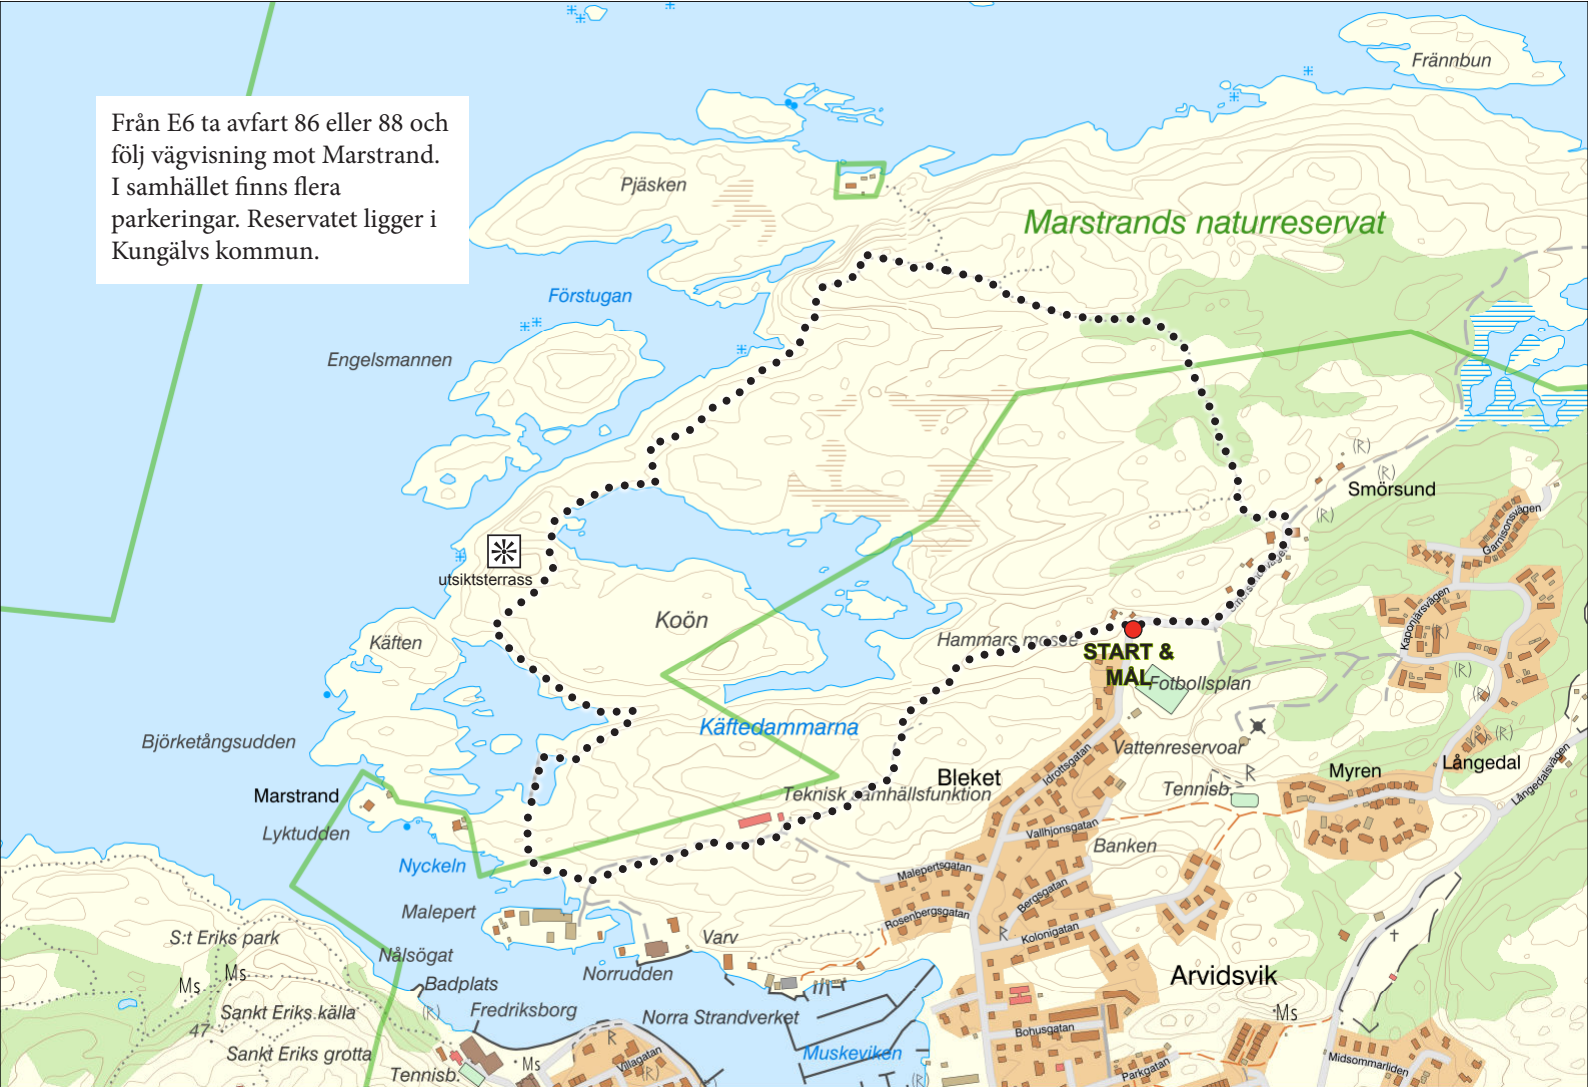 Från E6 ta avfart 86 eller 88 och
följ vägvisning mot Marstrand.
I samhället finns flera
parkeringar. Reservatet ligger i
Kungälvs kommun.
Frännbun
Pjäsken
Marstrands naturreservat
Förstugan
Engelsmannen
(R)
(R)
Smörsund
(R)
Garnisonsvägen
utsiktsterrass
Smörsundsvägen
Kaponjärsvägen
Koön
Käften
Hammars mosse
(R)
START &
MÅL
Fotbollsplan
(R)
(R)
Käftedammarna
Björketångsudden
Vattenreservoar
(R)
(R)
Långedal
Långedalsvägen
Idrottsgatan
Bleket
Myren
R
Tennisb.
Marstrand
Teknisk samhällsfunktion
Lyktudden
Vallhjonsgatan
Banken
Nyckeln
Malepertsgatan
Bergsgatan
Malepert
Rosenbergsgatan
R
Kolonigatan
S:t Eriks park
Varv
Nålsögat
Ms
Ms
Badplats
Norrudden
Arvidsvik
Sankt Eriks källa
(R)
Fredriksborg
Norra Strandverket
Ms
47
Bohusgatan
R
Sankt Eriks grotta
Muskeviken
Ms
Villagatan
Tennisb.
(R)
(R)
Parkgatan
Midsommarliden